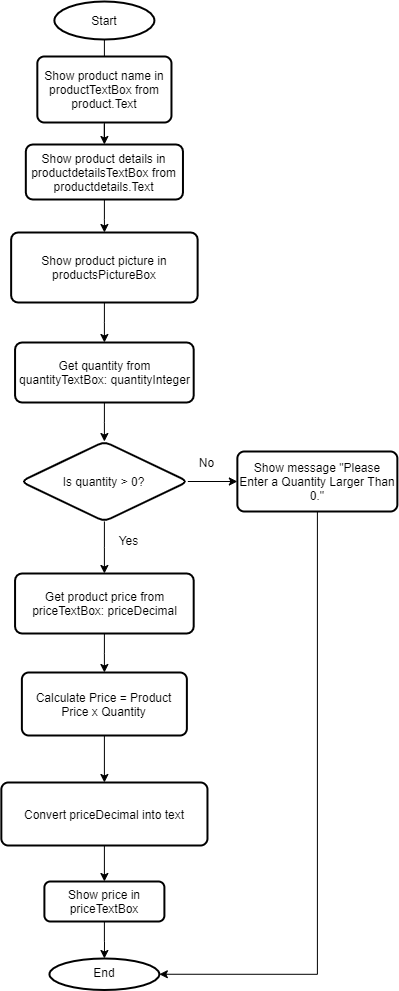 Start
Show product name in
productTextBox from
product.Text
Show product details in
productdetailsTextBox from
productdetails.Text
Show product picture in
productsPictureBox
Get quantity from
quantityTextBox: quantityInteger
Is quantity > 0?
No
Show message "Please
Enter a Quantity Larger Than
0."
Yes
Get product price from
priceTextBox: priceDecimal
Calculate Price = Product
Price x Quantity
Convert priceDecimal into text
Show price in
priceTextBox
End